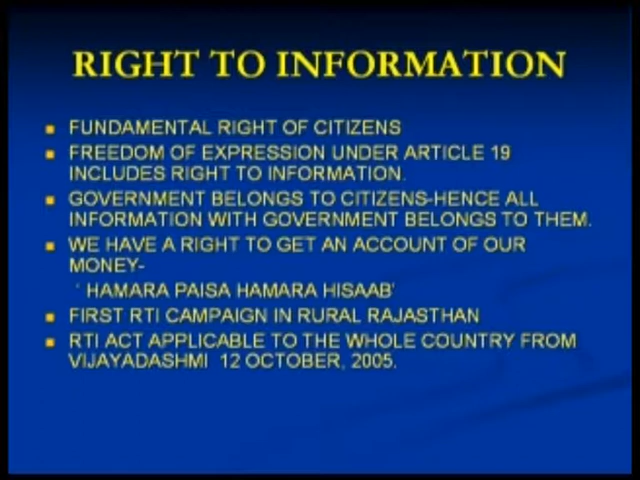 RIGHT TO INFORMATION
FUNDAMENTAL RIGHT OF CITIZENS
FREEDOM OF EXPRESSION UNDER ARTICLE 19
INCLUDES RIGHT TO INFORMATION.
GOVERNMENT BELONGS TO CITIZENS-HENCE ALL
INFORMATION WITH GOVERNMENT BELONGS TO THEM.
WE HAVE A RIGHT TO GET AN ACCOUNT OF OUR
MONEY-
‘ HAMARA PAISA HAMARA HISAAB’
FIRST RTI CAMPAIGN IN RURAL RAJASTHAN
RTI ACT APPLICABLE TO THE WHOLE COUNTRY FROM
VIJAYADASHMI 12 OCTOBER, 2005.